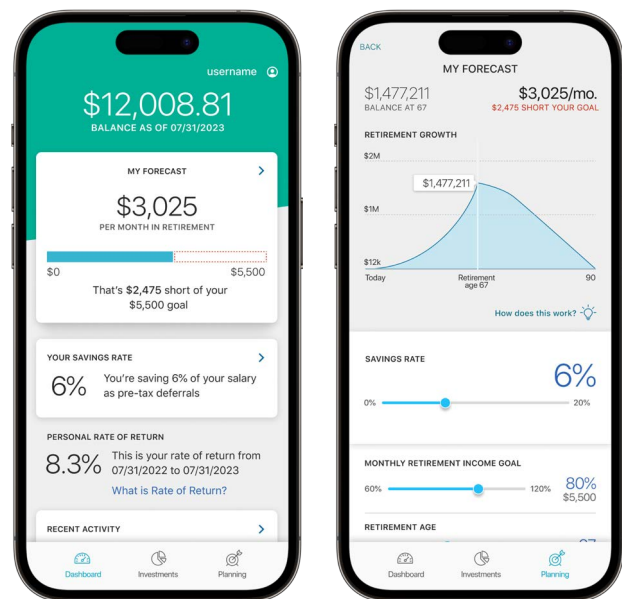 username
$12,008.81
BALANCE AS OF 07/31/2023
MY FORECAST
$3,025
PER MONTH IN RETIREMENT
$0 $5,500
That's $2,475 short of your
$5,500 goal
YOUR SAVINGS RATE
6%
You're saving 6% of your salary
as pre-tax deferrals
PERSONAL RATE OF RETURN
8.3%
This is your rate of return from
07/31/2022 to 07/31/2023
What is Rate of Return?
RECENT ACTIVITY
Dashboard Investments Planning
BACK
MY FORECAST
$1,477,211 $3,025/mo.
BALANCE AT 67 $2,475 SHORT YOUR GOAL
RETIREMENT GROWTH
$2M
$1,477,211
$1M
$12k
Today Retirement 90
age 67
How does this work?
SAVINGS RATE
6%
0% 20%
MONTHLY RETIREMENT INCOME GOAL
60% 120% 80%
$5,500
RETIREMENT AGE
Dashboard Investments Planning